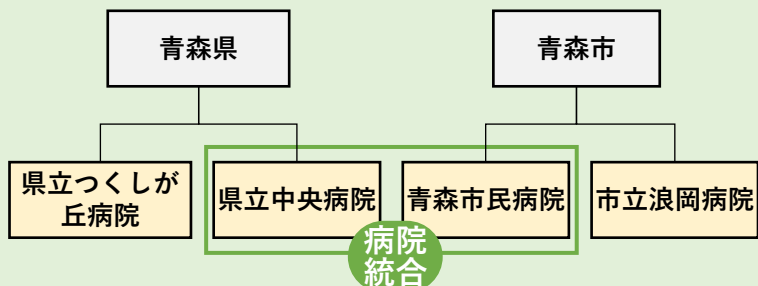 青森県
青森市
県立つくしが
丘病院
県立中央病院
青森市民病院
市立浪岡病院
病院
統合